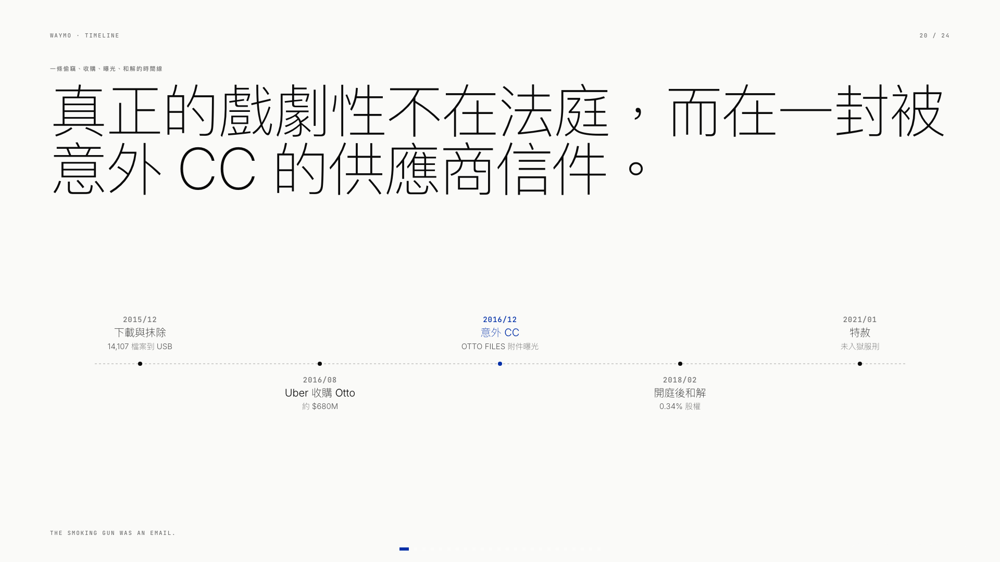 WAYMO · TIMELINE
20 / 24
一條偷竊、收購、曝光、和解的時間線
真正的戲劇性不在法庭，而在一封被
意外 CC 的供應商信件。
2015/12
下載與抹除
14,107 檔案到 USB
2016/08
Uber 收購 Otto
約 $680M
2016/12
意外 CC
OTTO FILES 附件曝光
2018/02
開庭後和解
0.34% 股權
2021/01
特赦
未入獄服刑
THE SMOKING GUN WAS AN EMAIL.